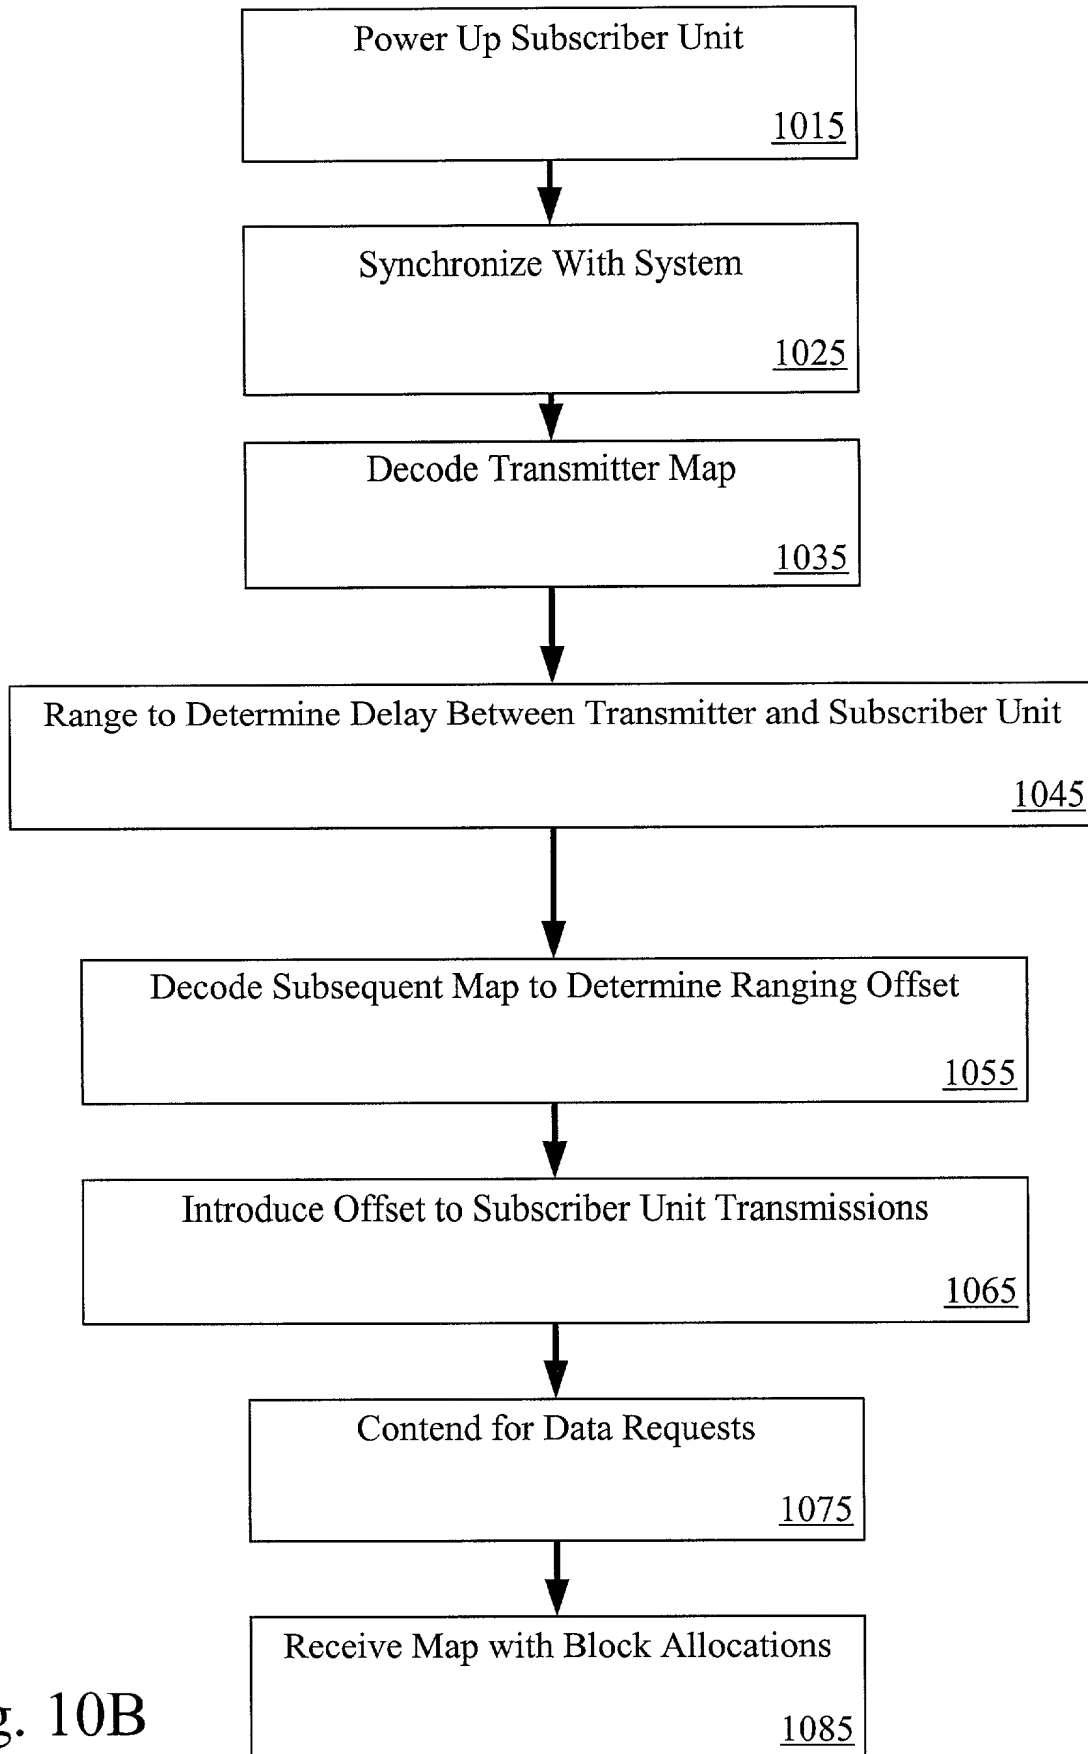 Power Up Subscriber Unit
1015
Synchronize With System
1025
Decode Transmitter Map
1035
Range to Determine Delay Between Transmitter and Subscriber Unit
1045
Decode Subsequent Map to Determine Ranging Offset
1055
Introduce Offset to Subscriber Unit Transmissions
1065
Contend for Data Requests
1075
Receive Map with Block Allocations
1085
10B